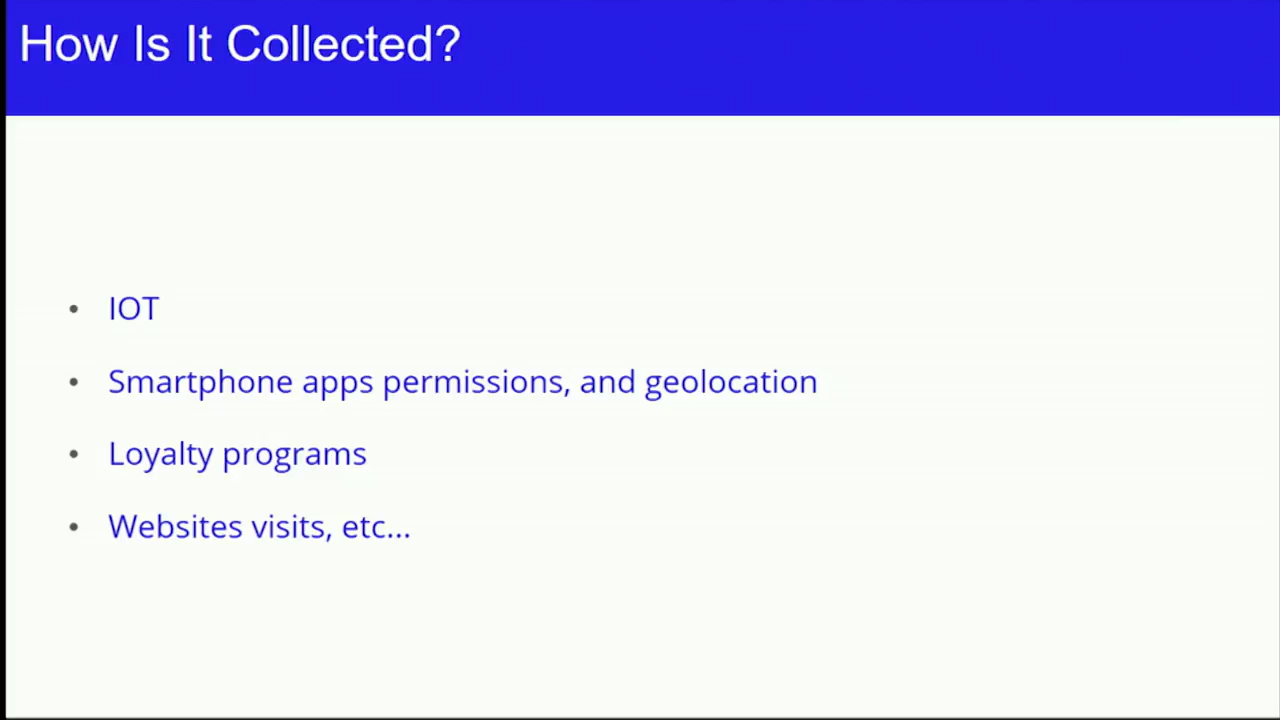 How Is It Collected?
• IOT
• Smartphone apps permissions, and geolocation
• Loyalty programs
• Websites visits, etc...